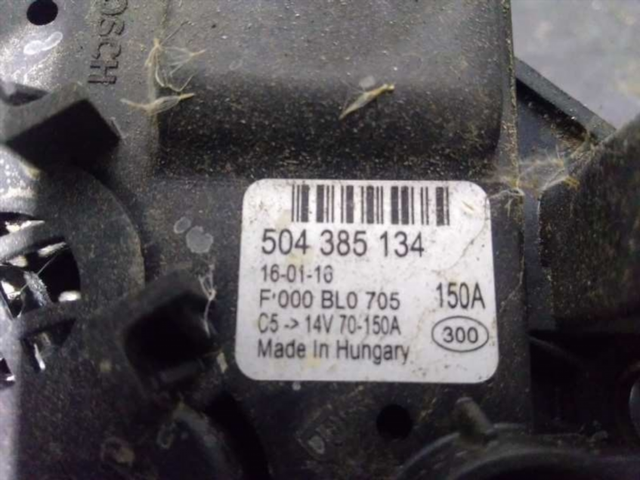 BOSCH
504 385 134
16-01-16
F'000 BL0 705
150A
C5 -> 14V 70-150A
300
Made In Hungary